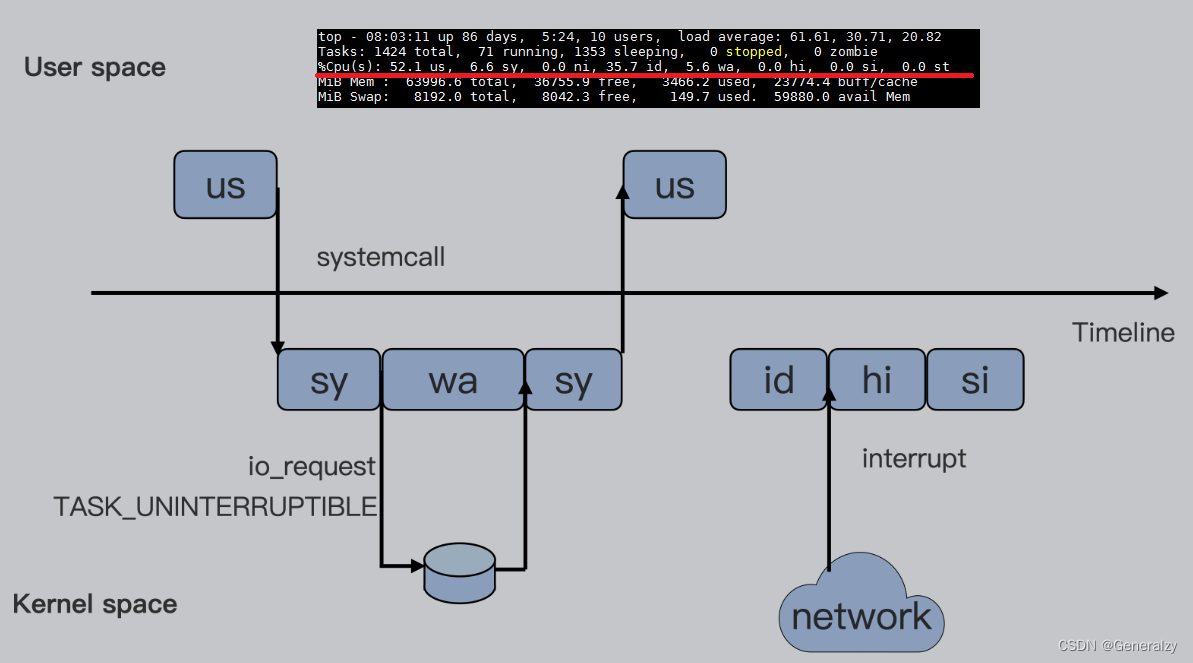 top - 08:03:11 up 86 days,  5:24, 10 users,  load average: 61.61, 30.71, 20.82
Tasks: 1424 total,  71 running, 1353 sleeping,   0 stopped,   0 zombie
%Cpu(s): 52.1 us,  6.6 sy,  0.0 ni, 35.7 id,  5.6 wa,  0.0 hi,  0.0 si,  0.0 st
MiB Mem :  63996.6 total,  36755.9 free,   3466.2 used,  23774.4 buff/cache
MiB Swap:   8192.0 total,   8042.3 free,    149.7 used.  59880.0 avail Mem
User space
us
us
systemcall
Timeline
sy
wa
sy
id
hi
si
io_request
TASK_UNINTERRUPTIBLE
interrupt
Kernel space
network
CSDN @Generalzy